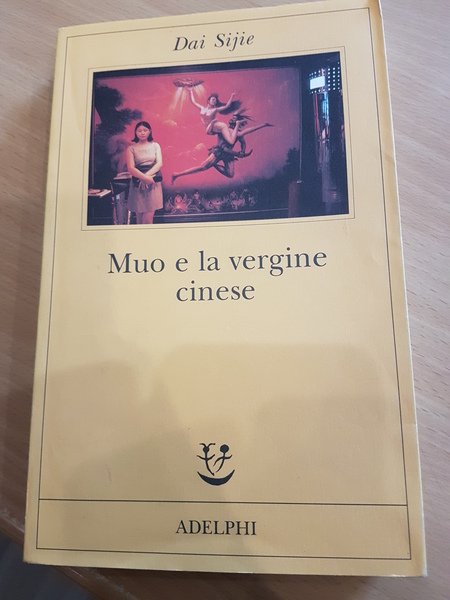 Dai Sijie
Muo e la vergine
cinese
ADELPHI